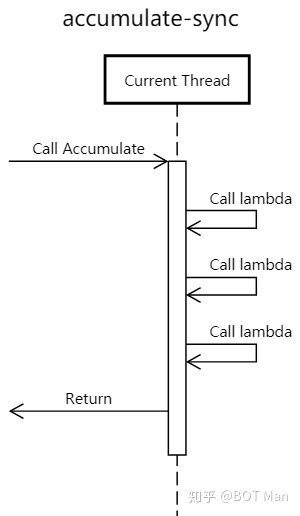 accumulate-sync
Current Thread
Call Accumulate
Call lambda
Call lambda
Call lambda
Return
知乎 @BOT Man